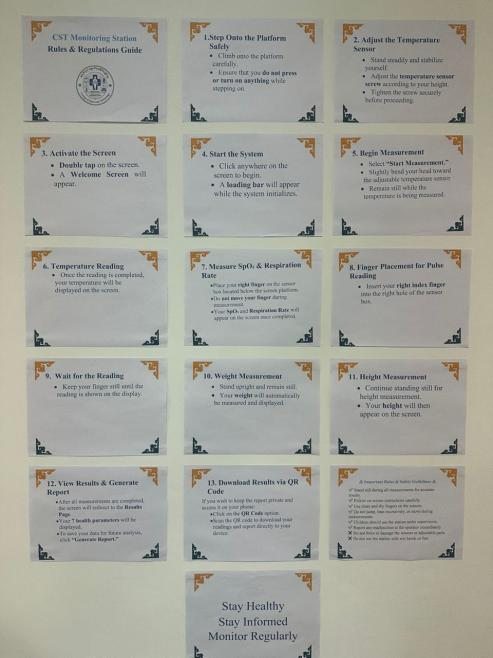 CST Monitoring Station
Rules & Regulations Guide
1.Step Onto the Platform
Safely
• Climb onto the platform
carefully.
• Ensure that you do not press
or turn on anything while
stepping on.
2. Adjust the Temperature
Sensor
• Stand steadily and stabilize
yourself.
• Adjust the temperature sensor
screw according to your height.
• Tighten the screw securely
before proceeding.
3. Activate the Screen
• Double tap on the screen.
• A Welcome Screen will
appear.
4. Start the System
• Click anywhere on the
screen to begin.
• A loading bar will appear
while the system initializes.
5. Begin Measurement
• Select “Start Measurement.”
• Slightly bend your head toward
the adjustable temperature sensor.
• Remain still while the
temperature is being measured.
6. Temperature Reading
• Once the reading is completed,
your temperature will be
displayed on the screen.
7. Measure SpO₂ & Respiration
Rate
•Place your right finger on the sensor
box located below the screen platform.
•Do not move your finger during
measurement.
•Your SpO₂ and Respiration Rate will
appear on the screen once completed.
8. Finger Placement for Pulse
Reading
• Insert your right index finger
into the right hole of the sensor
box.
9. Wait for the Reading
• Keep your finger still until the
reading is shown on the display.
10. Weight Measurement
• Stand upright and remain still.
• Your weight will automatically
be measured and displayed.
11. Height Measurement
• Continue standing still for
height measurement.
• Your height will then
appear on the screen.
12. View Results & Generate
Report
•After all measurements are completed,
the screen will redirect to the Results
Page.
•Your 7 health parameters will be
displayed.
•To save your data for future analysis,
click “Generate Report.”
13. Download Results via QR
Code
If you wish to keep the report private and
access it on your phone:
•Click on the QR Code option.
•Scan the QR code to download your
readings and report directly to your
device.
Important Rules & Safety Guidelines
Stand still during all measurements for accurate
results.
Follow on-screen instructions carefully.
Use clean and dry fingers on the sensors.
Do not jump, lean excessively, or move during
measurements.
Children should use the station under supervision.
Report any malfunction to the operator immediately.
Do not force or damage the sensors or adjustable parts.
Do not use the station with wet hands or feet.
Stay Healthy
Stay Informed
Monitor Regularly